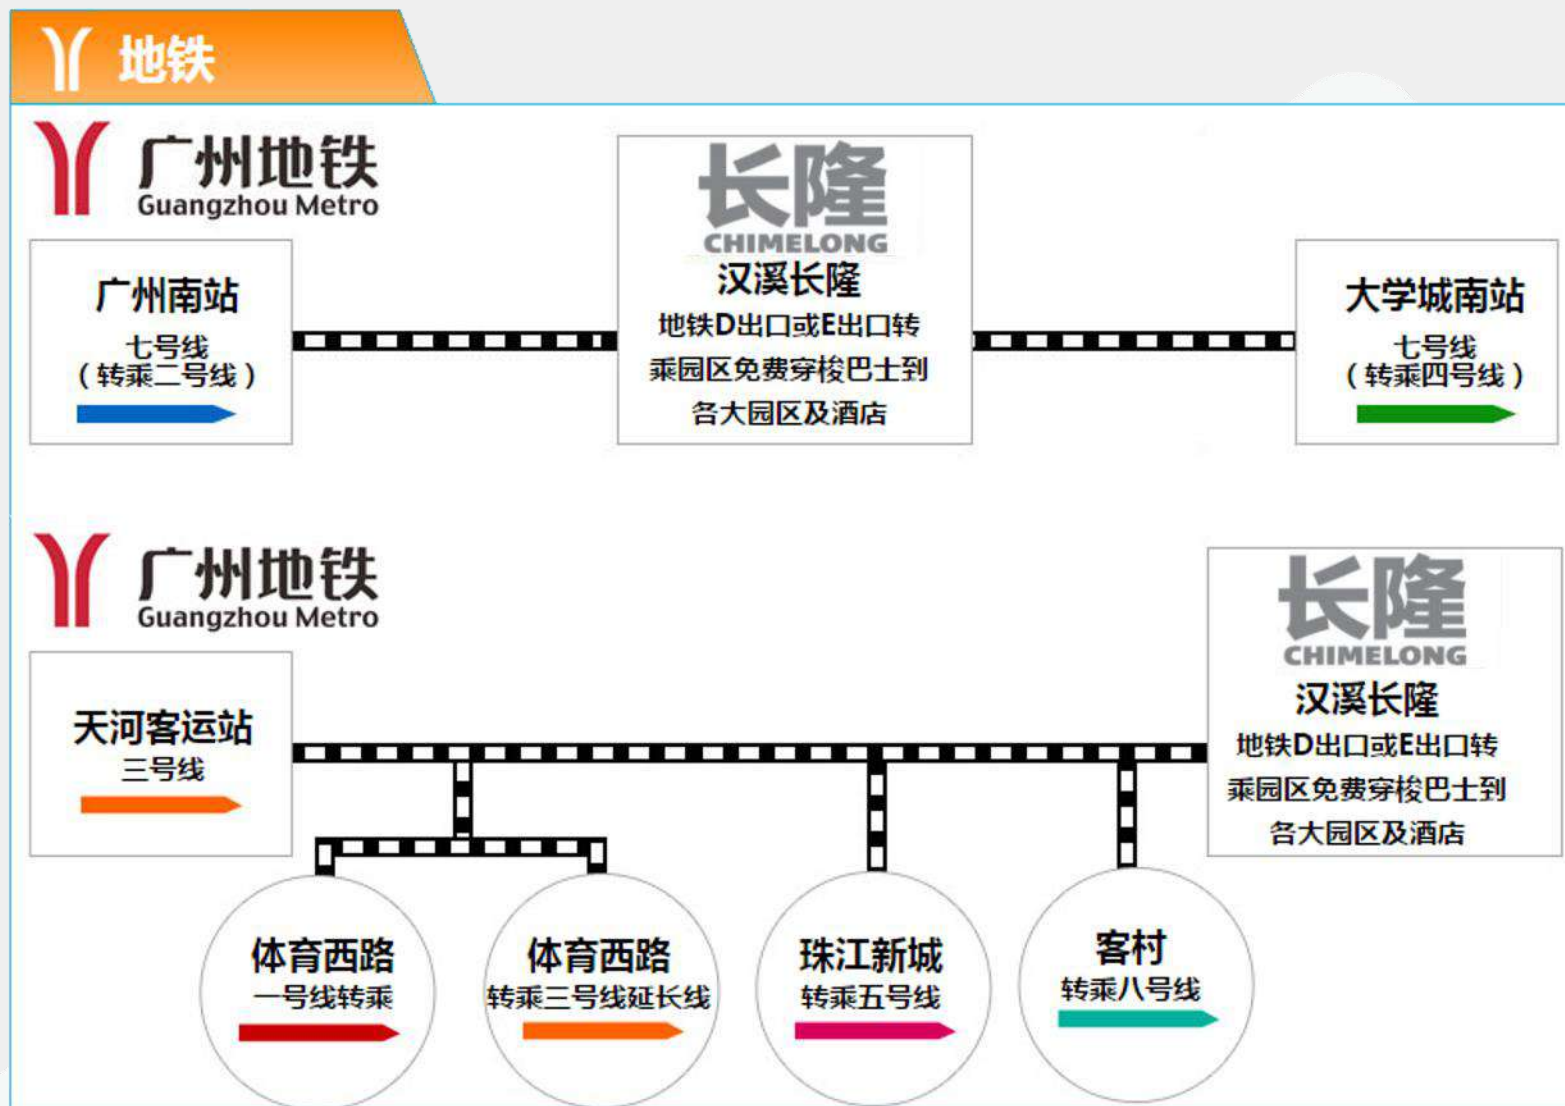 地铁
广州地铁
Guangzhou Metro
广州南站
七号线
（转乘二号线）
长隆
CHIMELONG
汉溪长隆
地铁D出口或E出口转
乘园区免费穿梭巴士到
各大园区及酒店
大学城南站
七号线
（转乘四号线）
广州地铁
Guangzhou Metro
天河客运站
三号线
长隆
CHIMELONG
汉溪长隆
地铁D出口或E出口转
乘园区免费穿梭巴士到
各大园区及酒店
体育西路
一号线转乘
体育西路
转乘三号线延长线
珠江新城
转乘五号线
客村
转乘八号线